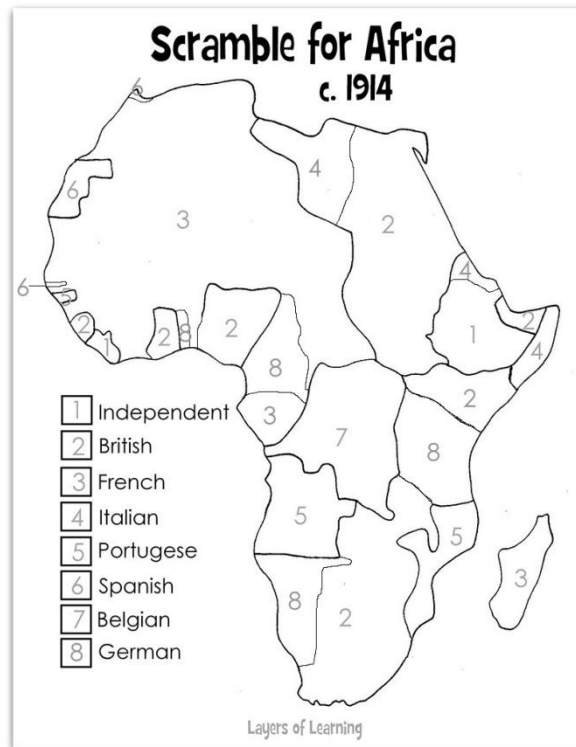 Scramble for Africa
c. 1914
6
6
4
3
2
6
5
4
2
1
2
8
2
8
1
2
4
2
3
7
8
5
5
3
8
2
1 Independent
2 British
3 French
4 Italian
5 Portugese
6 Spanish
7 Belgian
8 German
Layers of Learning